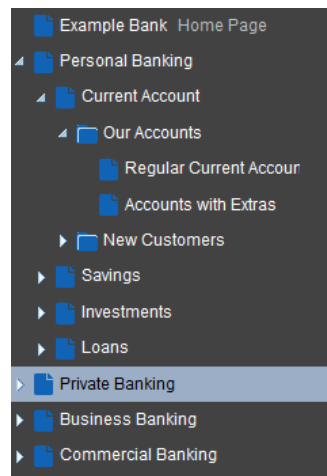 Example Bank Home Page
Personal Banking
Current Account
Our Accounts
Regular Current Accoun
Accounts with Extras
New Customers
Savings
Investments
Loans
Private Banking
Business Banking
Commercial Banking